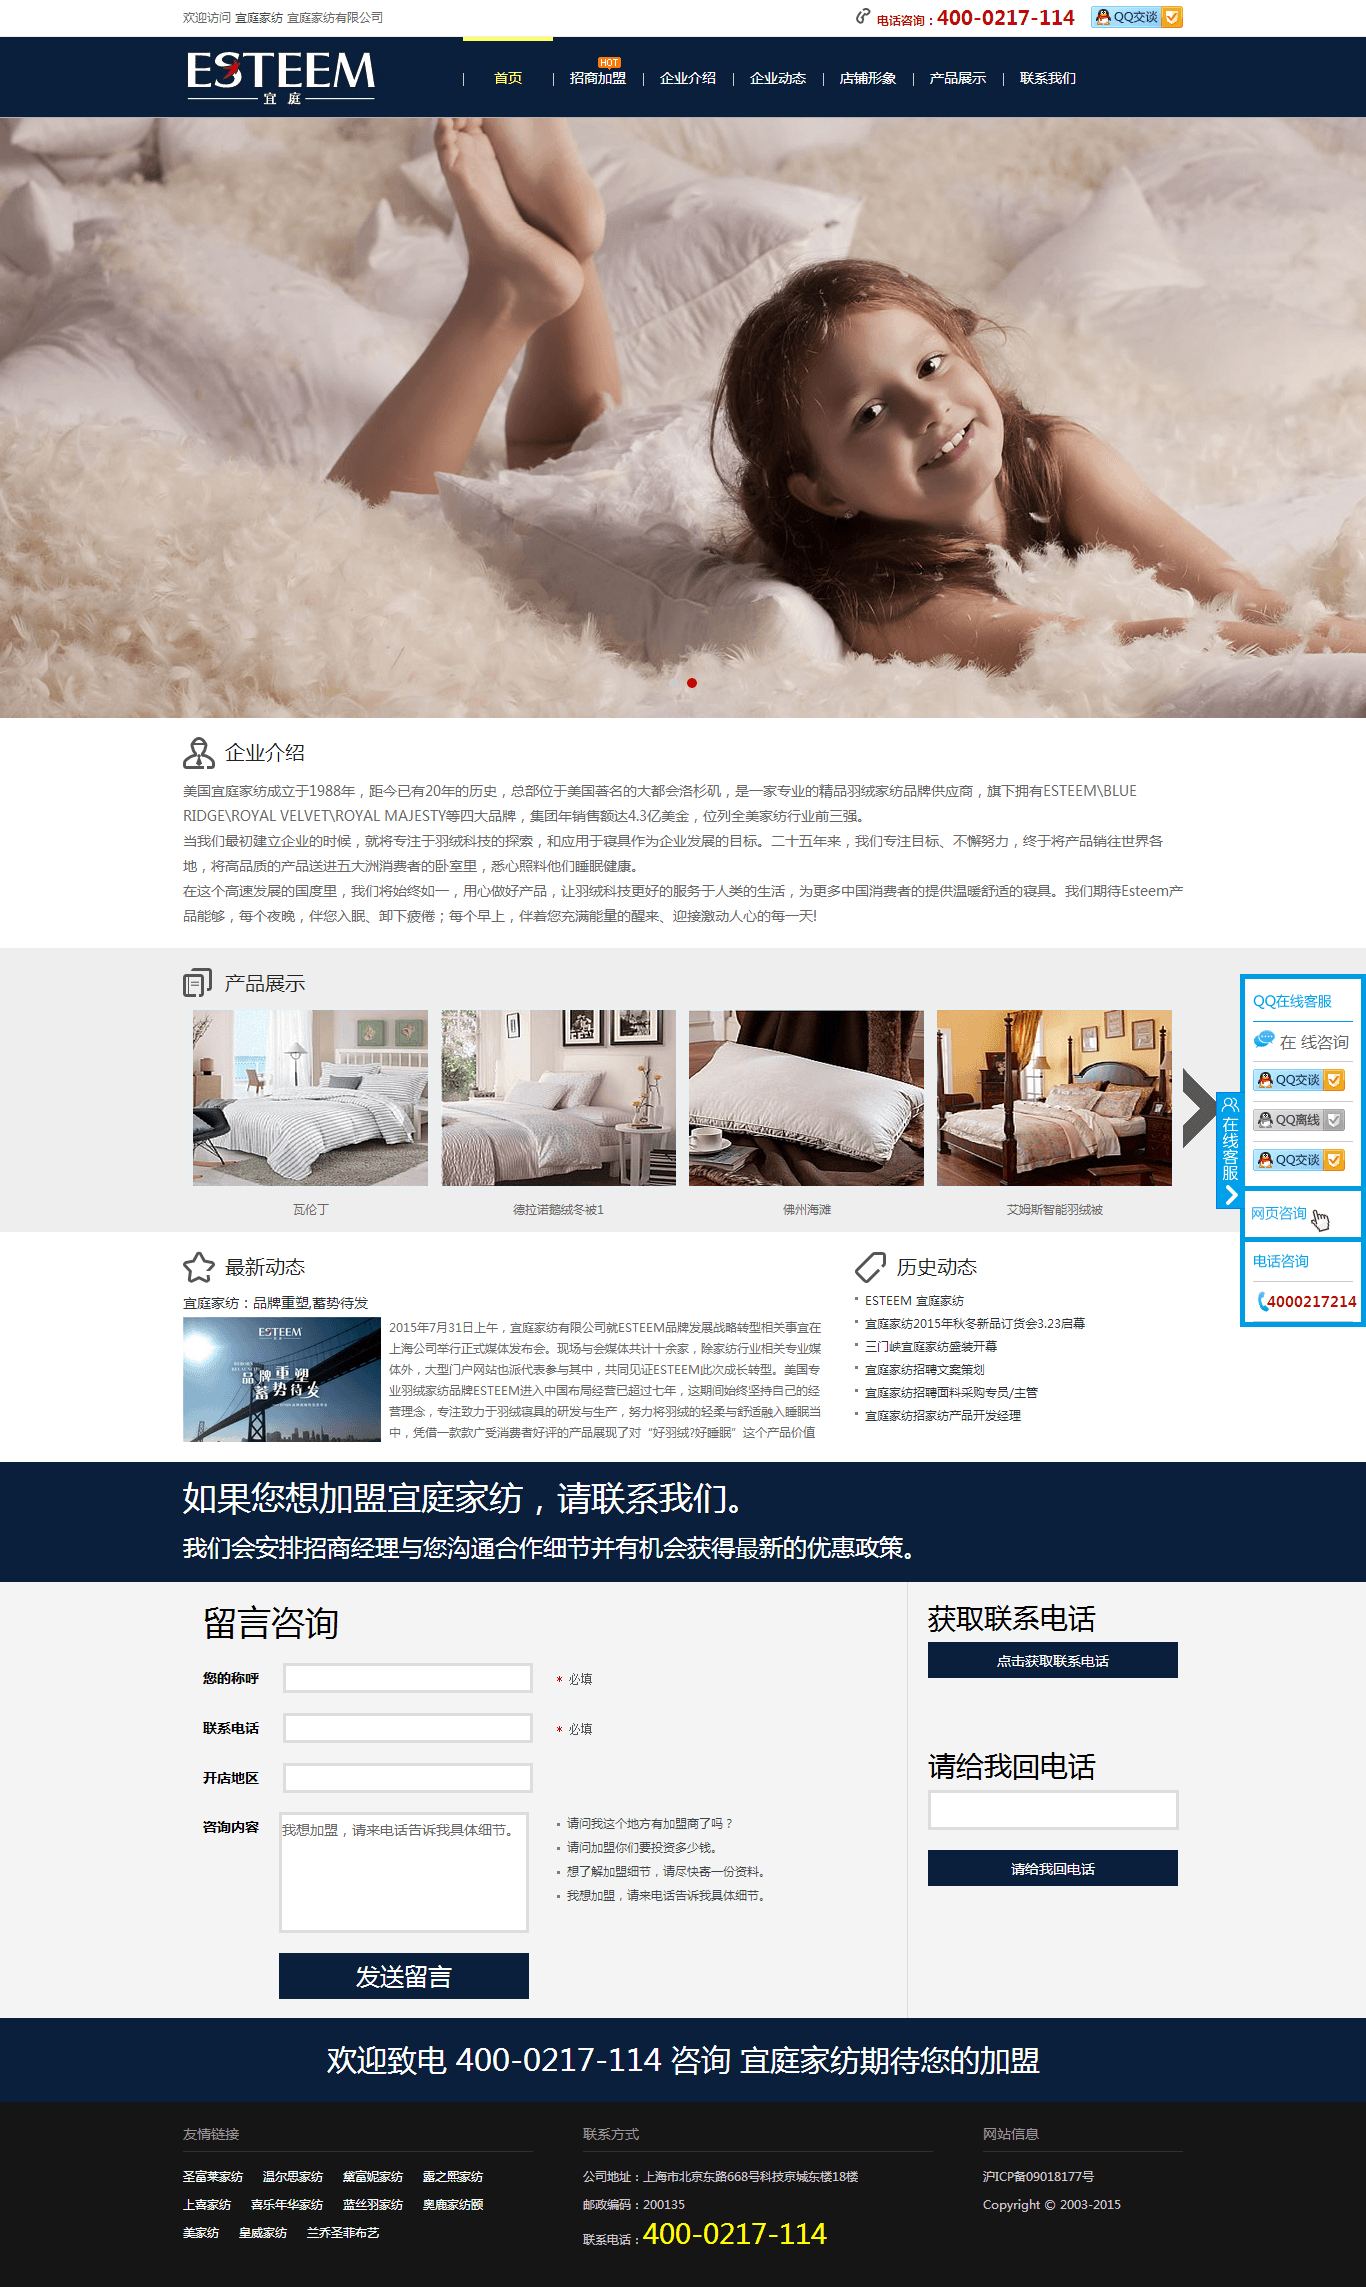 欢迎访问 宜庭家纺 宜庭家纺有限公司
电话咨询：400-0217-114 QQ交谈
ESTEEM
宜庭
首页 招商加盟 HOT 企业介绍 企业动态 店铺形象 产品展示 联系我们
企业介绍
美国宜庭家纺成立于1988年，距今已有20年的历史，总部位于美国著名的大都会洛杉矶，是一家专业的精品羽绒家纺品牌供应商，旗下拥有ESTEEM\BLUE
RIDGE\ROYAL VELVET\ROYAL MAJESTY等四大品牌，集团年销售额达4.3亿美金，位列全美家纺行业前三强。
当我们最初建立企业的时候，就将专注于羽绒科技的探索，和应用于寝具作为企业发展的目标。二十五年来，我们专注目标、不懈努力，终于将产品销往世界各
地，将高品质的产品送进五大洲消费者的卧室里，悉心照料他们睡眠健康。
在这个高速发展的国度里，我们将始终如一，用心做好产品，让羽绒科技更好的服务于人类的生活，为更多中国消费者的提供温暖舒适的寝具。我们期待Esteem产
品能够，每个夜晚，伴您入眠、卸下疲倦；每个早上，伴着您充满能量的醒来、迎接激动人心的每一天!
产品展示
瓦伦丁
德拉诺鹅绒冬被1
佛州海滩
艾姆斯智能羽绒被
在线客服
QQ在线客服
在 线咨询
QQ交谈
QQ离线
QQ交谈
网页咨询
电话咨询
4000217214
最新动态
宜庭家纺：品牌重塑,蓄势待发
ESTEEM
品牌重塑
蓄势待发
2015年7月31日上午，宜庭家纺有限公司就ESTEEM品牌发展战略转型相关事宜在
上海公司举行正式媒体发布会。现场与会媒体共计十余家，除家纺行业相关专业媒
体外，大型门户网站也派代表参与其中，共同见证ESTEEM此次成长转型。美国专
业羽绒家纺品牌ESTEEM进入中国布局经营已超过七年，这期间始终坚持自己的经
营理念，专注致力于羽绒寝具的研发与生产，努力将羽绒的轻柔与舒适融入睡眠当
中，凭借一款款广受消费者好评的产品展现了对“好羽绒?好睡眠”这个产品价值
历史动态
ESTEEM 宜庭家纺
宜庭家纺2015年秋冬新品订货会3.23启幕
三门峡宜庭家纺盛装开幕
宜庭家纺招聘文案策划
宜庭家纺招聘面料采购专员/主管
宜庭家纺招家纺产品开发经理
如果您想加盟宜庭家纺，请联系我们。
我们会安排招商经理与您沟通合作细节并有机会获得最新的优惠政策。
留言咨询
您的称呼 * 必填
联系电话 * 必填
开店地区
咨询内容 我想加盟，请来电话告诉我具体细节。
请问我这个地方有加盟商了吗？
请问加盟你们要投资多少钱。
想了解加盟细节，请尽快寄一份资料。
我想加盟，请来电话告诉我具体细节。
发送留言
获取联系电话
点击获取联系电话
请给我回电话
请给我回电话
欢迎致电 400-0217-114 咨询 宜庭家纺期待您的加盟
友情链接
圣富莱家纺 温尔思家纺 黛富妮家纺 露之熙家纺
上喜家纺 喜乐年华家纺 蓝丝羽家纺 奥鹿家纺颐
美家纺 皇威家纺 兰乔圣菲布艺
联系方式
公司地址：上海市北京东路668号科技京城东楼18楼
邮政编码：200135
联系电话：400-0217-114
网站信息
沪ICP备09018177号
Copyright © 2003-2015